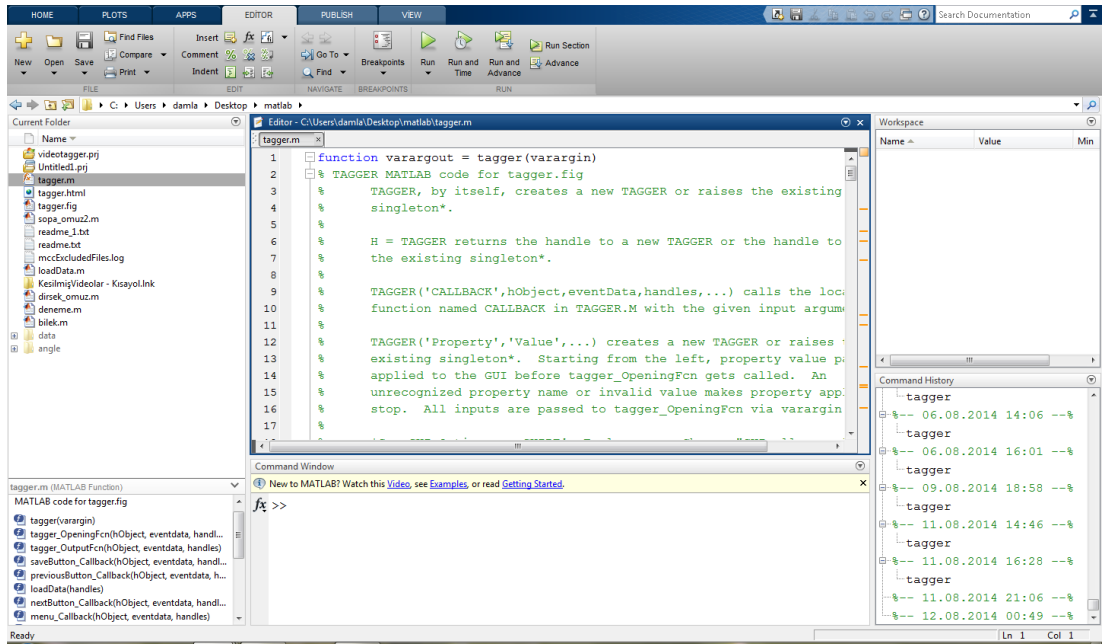 HOME PLOTS APPS EDITOR PUBLISH VIEW
Search Documentation
New Open Save
Find Files
Compare
Print
Insert fx
Comment
Indent
Go To
Find
Breakpoints
Run
Run and Time
Run and Advance
Run Section
Advance
FILE EDIT NAVIGATE BREAKPOINTS RUN
C: Users damla Desktop matlab
Current Folder
Name
videotagger.prj
Untitled1.prj
tagger.m
tagger.html
tagger.fig
sopa_omuz2.m
readme_1.txt
readme.txt
mccExcludedFiles.log
loadData.m
KesilmişVideolar - Kısayol.lnk
dirsek_omuz.m
deneme.m
bilek.m
data
angle
tagger.m (MATLAB Function)
MATLAB code for tagger.fig
tagger(varargin)
tagger_OpeningFcn(hObject, eventdata, handl...
tagger_OutputFcn(hObject, eventdata, handles)
saveButton_Callback(hObject, eventdata, handl...
previousButton_Callback(hObject, eventdata, h...
loadData(handles)
nextButton_Callback(hObject, eventdata, handl...
menu_Callback(hObject, eventdata, handles)
Editor - C:\Users\damla\Desktop\matlab\tagger.m
tagger.m
1 function varargout = tagger(varargin)
2 % TAGGER MATLAB code for tagger.fig
3 % TAGGER, by itself, creates a new TAGGER or raises the existing
4 % singleton*.
5 %
6 % H = TAGGER returns the handle to a new TAGGER or the handle to
7 % the existing singleton*.
8 %
9 % TAGGER('CALLBACK',hObject,eventData,handles,...) calls the loca
10 % function named CALLBACK in TAGGER.M with the given input argume
11 %
12 % TAGGER('Property','Value',...) creates a new TAGGER or raises
13 % existing singleton*. Starting from the left, property value pa
14 % applied to the GUI before tagger_OpeningFcn gets called. An
15 % unrecognized property name or invalid value makes property appl
16 % stop. All inputs are passed to tagger_OpeningFcn via varargin
17 %
Command Window
New to MATLAB? Watch this Video, see Examples, or read Getting Started.
fx >>
Workspace
Name Value Min
Command History
tagger
%-- 06.08.2014 14:06 --%
tagger
%-- 06.08.2014 16:01 --%
tagger
%-- 09.08.2014 18:58 --%
tagger
%-- 11.08.2014 14:46 --%
tagger
%-- 11.08.2014 16:28 --%
tagger
%-- 11.08.2014 21:06 --%
%-- 12.08.2014 00:49 --%
Ready
Ln 1 Col 1